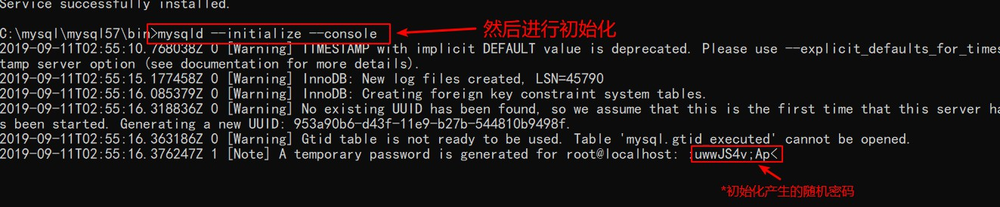 Service successfully installed.
C:\mysql\mysql57\bin>mysqld --initialize --console
然后进行初始化
2019-09-11T02:55:10.768038Z 0 [Warning] TIMESTAMP with implicit DEFAULT value is deprecated. Please use --explicit_defaults_for_times
tamp server option (see documentation for more details).
2019-09-11T02:55:15.177458Z 0 [Warning] InnoDB: New log files created, LSN=45790
2019-09-11T02:55:16.085379Z 0 [Warning] InnoDB: Creating foreign key constraint system tables.
2019-09-11T02:55:16.318836Z 0 [Warning] No existing UUID has been found, so we assume that this is the first time that this server ha
s been started. Generating a new UUID: 953a90b6-d43f-11e9-b27b-544810b9498f.
2019-09-11T02:55:16.363186Z 0 [Warning] Gtid table is not ready to be used. Table 'mysql.gtid_executed' cannot be opened.
2019-09-11T02:55:16.376247Z 1 [Note] A temporary password is generated for root@localhost: :uwwJS4v;Ap<
*初始化产生的随机密码